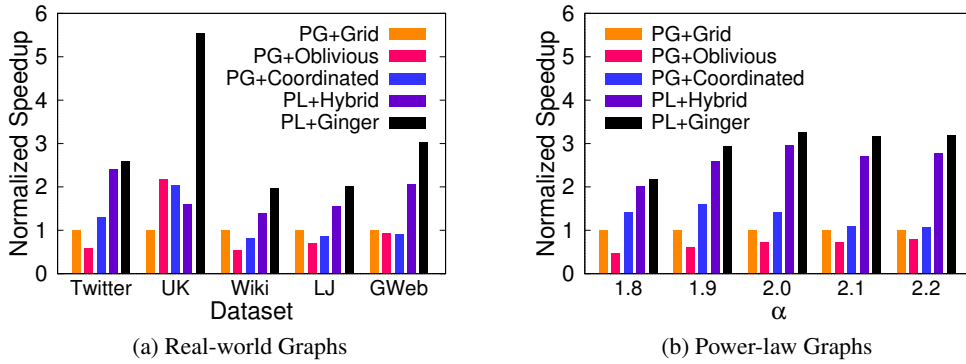 Normalized Speedup
6
5
4
3
2
1
0
PG+Grid
PG+Oblivious
PG+Coordinated
PL+Hybrid
PL+Ginger
Twitter UK Wiki LJ GWeb
Dataset
(a) Real-world Graphs
Normalized Speedup
6
5
4
3
2
1
0
PG+Grid
PG+Oblivious
PG+Coordinated
PL+Hybrid
PL+Ginger
1.8 1.9 2.0 2.1 2.2
α
(b) Power-law Graphs